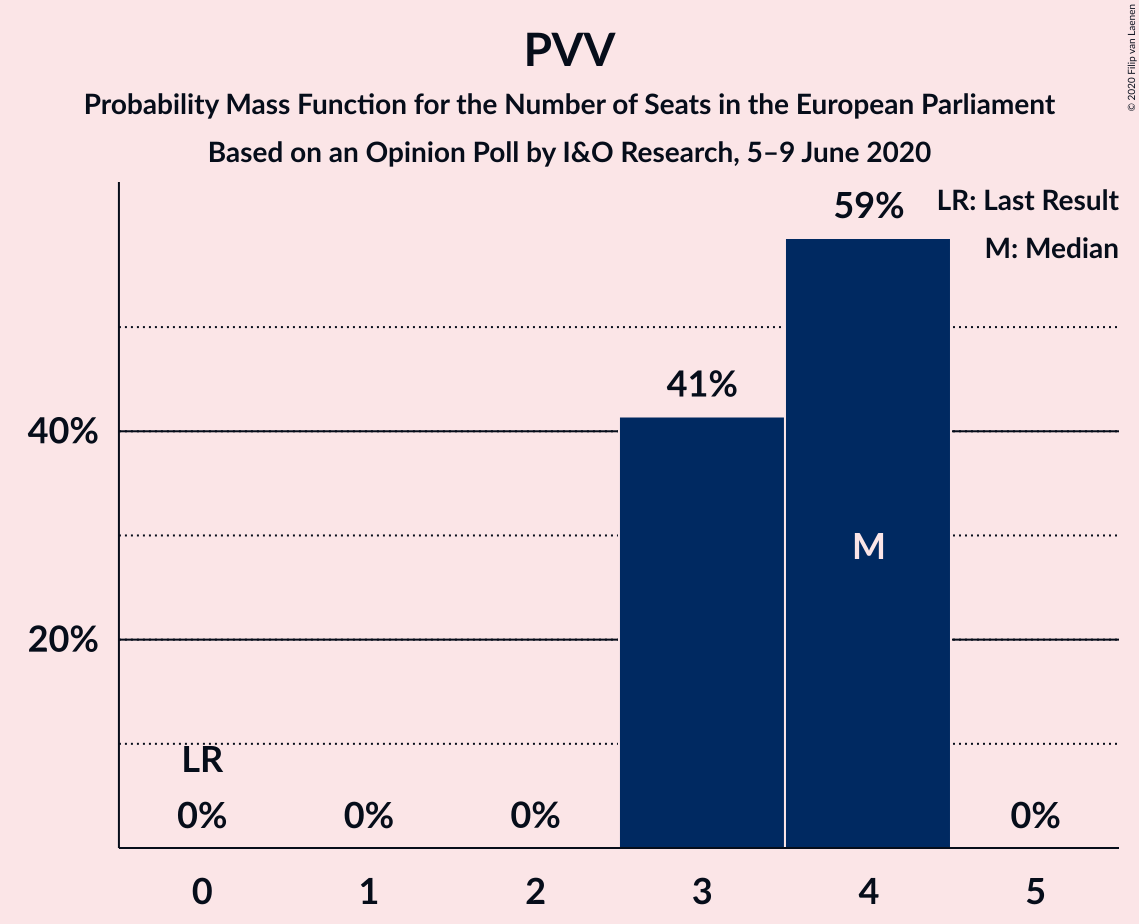 PVV
Probability Mass Function for the Number of Seats in the European Parliament
Based on an Opinion Poll by I&O Research, 5–9 June 2020
© 2020 Filip van Laenen
LR: Last Result
M: Median
59%
41%
40%
M
20%
LR
0%
0%
0%
0%
0
1
2
3
4
5